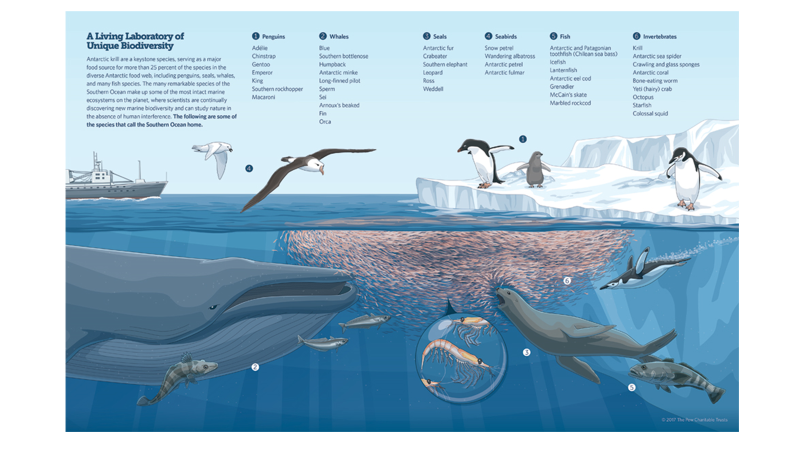 A Living Laboratory of
Unique Biodiversity
Antarctic krill are a keystone species, serving as a major
food source for more than 25 percent of the species in the
diverse Antarctic food web, including penguins, seals, whales,
and many fish species. The many remarkable species of the
Southern Ocean make up some of the most intact marine
ecosystems on the planet, where scientists are continually
discovering new marine biodiversity and can study nature in
the absence of human interference. The following are some of
the species that call the Southern Ocean home.
1 Penguins
Adélie
Chinstrap
Gentoo
Emperor
King
Southern rockhopper
Macaroni
2 Whales
Blue
Southern bottlenose
Humpback
Antarctic minke
Long-finned pilot
Sperm
Sei
Arnoux's beaked
Fin
Orca
3 Seals
Antarctic fur
Crabeater
Southern elephant
Leopard
Ross
Weddell
4 Seabirds
Snow petrel
Wandering albatross
Antarctic petrel
Antarctic fulmar
5 Fish
Antarctic and Patagonian
toothfish (Chilean sea bass)
Icefish
Lanternfish
Antarctic eel cod
Grenadier
McCain's skate
Marbled rockcod
6 Invertebrates
Krill
Antarctic sea spider
Crawling and glass sponges
Antarctic coral
Bone-eating worm
Yeti (hairy) crab
Octopus
Starfish
Colossal squid
1
4
6
3
2
5
© 2017 The Pew Charitable Trusts